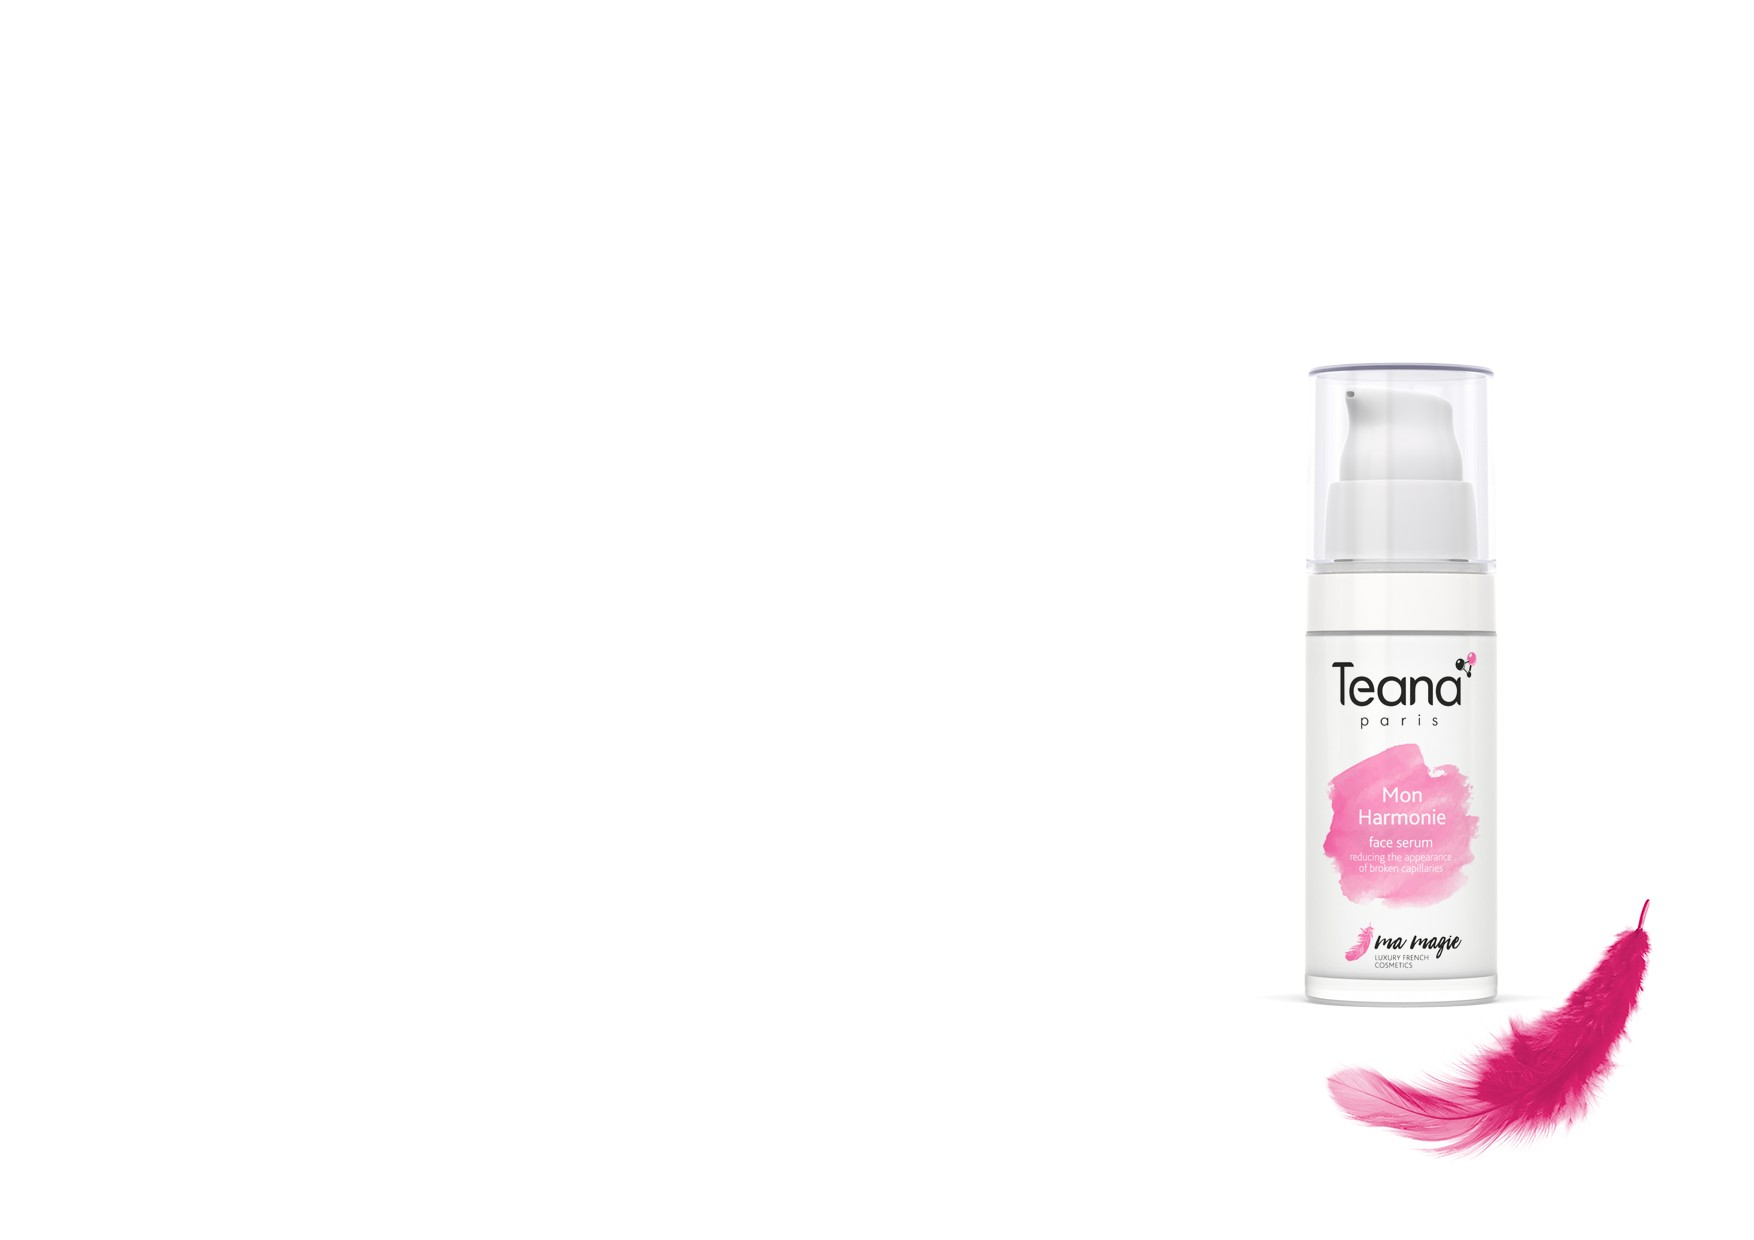 Teana
paris
Mon
Harmonie
face serum
reducing the appearance
of broken capillaries
ma magie
LUXURY FRENCH
COSMETICS